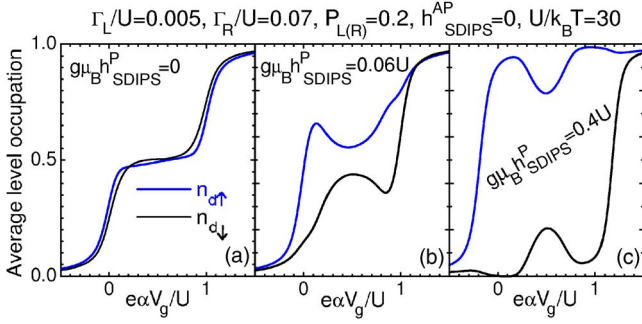 Γ_L/U=0.005, Γ_R/U=0.07, P_L(R)=0.2, h^AP_SDIPS=0, U/k_BT=30
gμ_Bh^P_SDIPS=0
gμ_Bh^P_SDIPS=0.06U
gμ_Bh^P_SDIPS=0.4U
Average level occupation
1.0
0.5
0.0
n_d↑
n_d↓
(a)
(b)
(c)
0 1
0 1
0 1
eαV_g/U
eαV_g/U
eαV_g/U